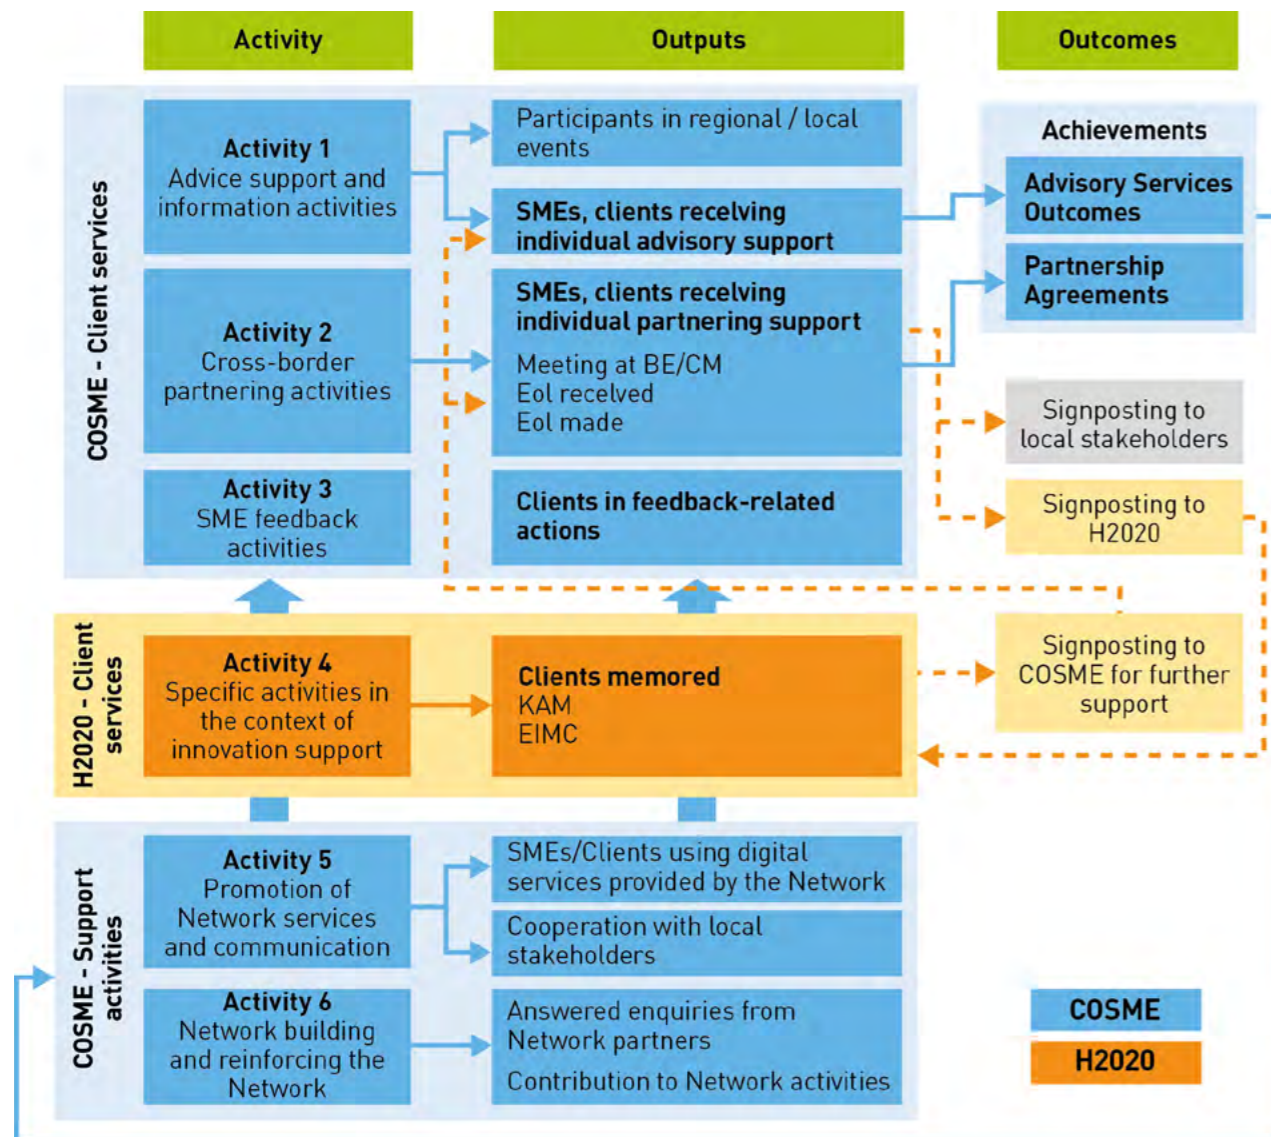 Activity
Outputs
Outcomes
COSME - Client services
Activity 1
Advice support and
information activities
Participants in regional / local
events
SMEs, clients recelving
individual advisory support
Achievements
Advisory Services
Outcomes
Partnership
Agreements
Activity 2
Cross-border
partnering activities
SMEs, clients recelving
individual partnering support
Meeting at BE/CM
Eol recelved
Eol made
Signposting to
local stakeholders
Activity 3
SME feedback
activities
Clients in feedback-related
actions
Signposting to
H2020
H2020 - Client
services
Activity 4
Specific activities in
the context of
innovation support
Clients memored
KAM
EIMC
Signposting to
COSME for further
support
COSME - Support
activities
Activity 5
Promotion of
Network services
and communication
SMEs/Clients using digital
services provided by the Network
Cooperation with local
stakeholders
Activity 6
Network building
and reinforcing the
Network
Answered enquiries from
Network partners
Contribution to Network activities
COSME
H2020